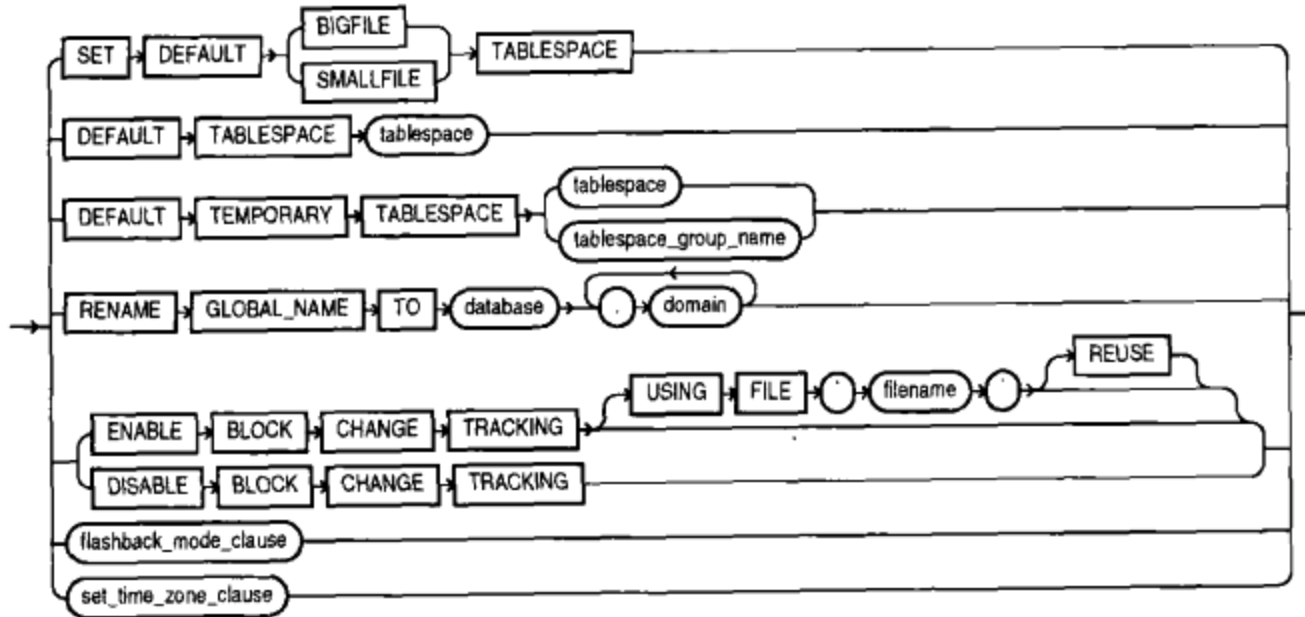 BIGFILE
SET DEFAULT TABLESPACE
SMALLFILE
DEFAULT TABLESPACE tablespace
tablespace
DEFAULT TEMPORARY TABLESPACE
tablespace_group_name
RENAME GLOBAL_NAME TO database . domain
REUSE
USING FILE ' filename '
ENABLE BLOCK CHANGE TRACKING
DISABLE BLOCK CHANGE TRACKING
flashback_mode_clause
set_time_zone_clause